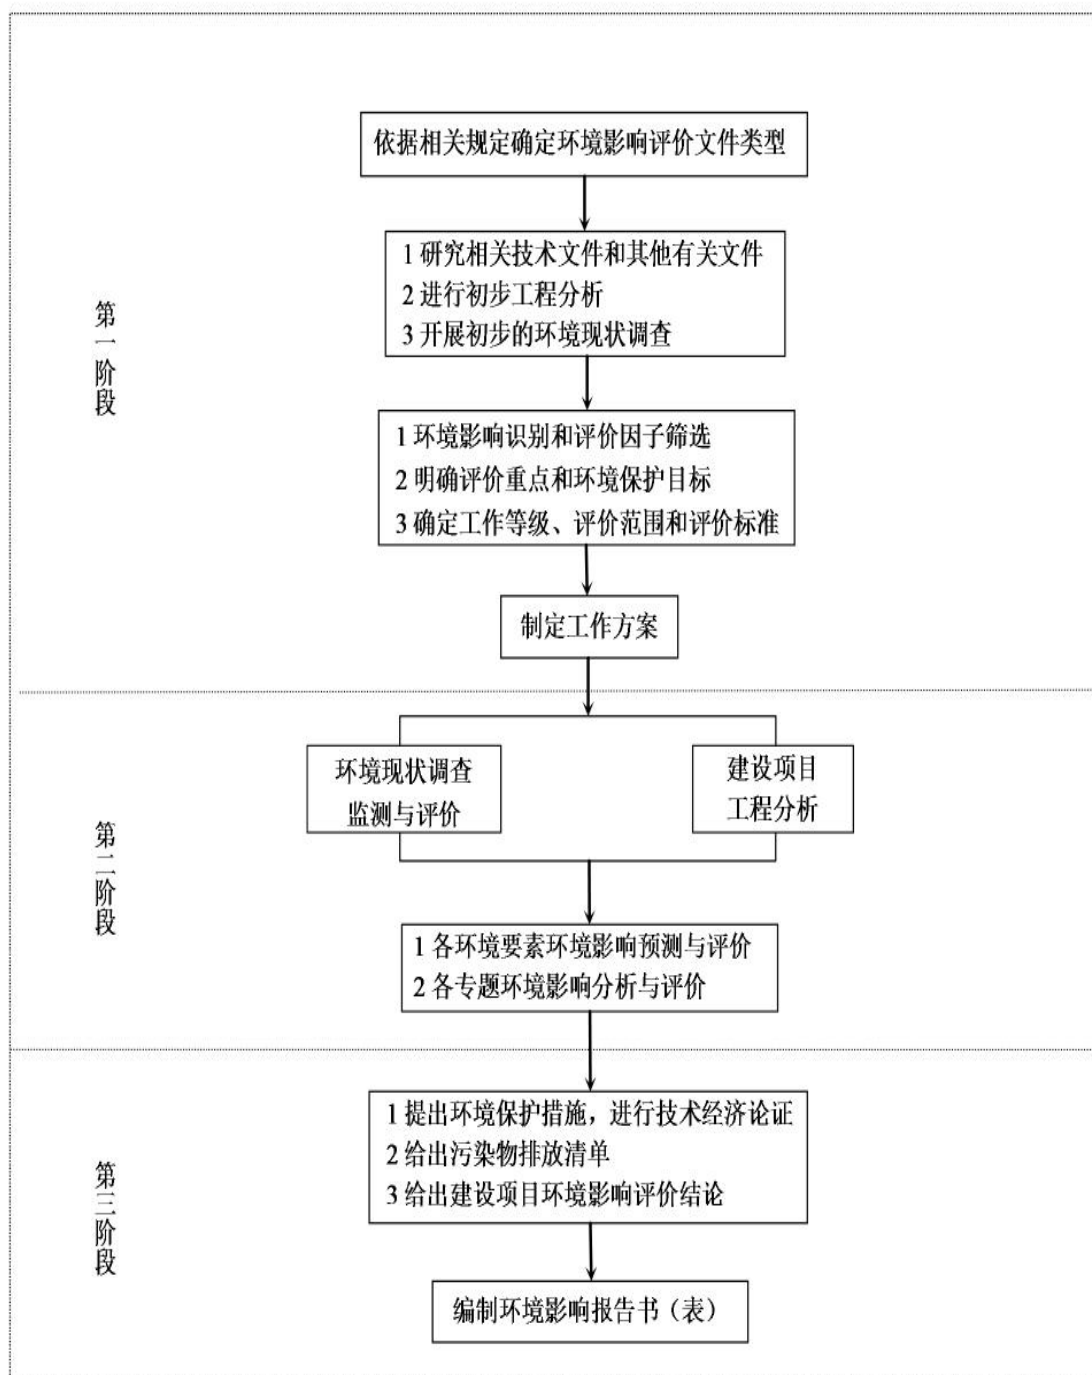 依据相关规定确定环境影响评价文件类型
1 研究相关技术文件和其他有关文件
2 进行初步工程分析
3 开展初步的环境现状调查
第一阶段
1 环境影响识别和评价因子筛选
2 明确评价重点和环境保护目标
3 确定工作等级、评价范围和评价标准
制定工作方案
环境现状调查
监测与评价
建设项目
工程分析
第二阶段
1 各环境要素环境影响预测与评价
2 各专题环境影响分析与评价
1 提出环境保护措施，进行技术经济论证
2 给出污染物排放清单
3 给出建设项目环境影响评价结论
第三阶段
编制环境影响报告书（表）